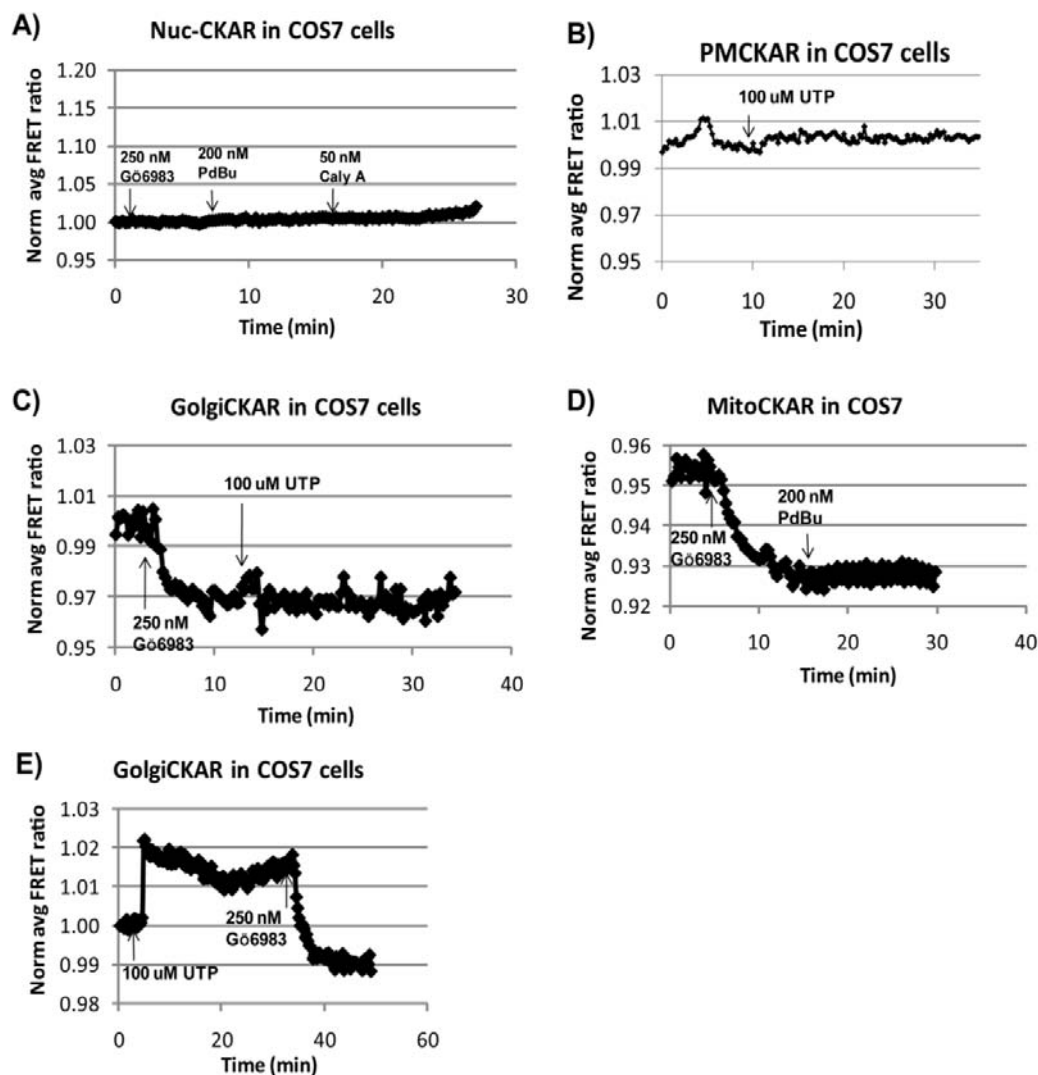 A)
Nuc-CKAR in COS7 cells
Norm avg FRET ratio
1.20
1.15
1.10
1.05
1.00
0.95
250 nM
Gö6983
200 nM
PdBu
50 nM
Caly A
0
10
20
30
Time (min)
B)
PMCKAR in COS7 cells
Norm avg FRET ratio
1.03
1.01
0.99
0.97
0.95
100 uM UTP
0
10
20
30
Time (min)
C)
GolgiCKAR in COS7 cells
Norm avg FRET ratio
1.03
1.01
0.99
0.97
0.95
100 uM UTP
250 nM
Gö6983
0
10
20
30
40
Time (min)
D)
MitoCKAR in COS7
Norm avg FRET ratio
0.96
0.95
0.94
0.93
0.92
250 nM
Gö6983
200 nM
PdBu
0
10
20
30
40
Time (min)
E)
GolgiCKAR in COS7 cells
Norm avg FRET ratio
1.03
1.02
1.01
1.00
0.99
0.98
250 nM
Gö6983
100 uM UTP
0
20
40
60
Time (min)